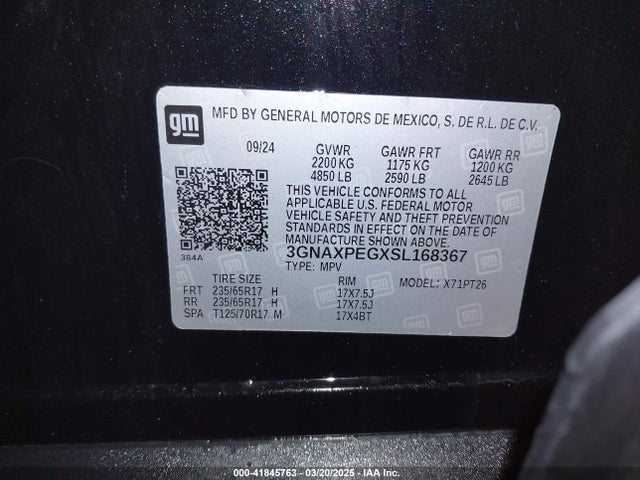 gm
MFD BY GENERAL MOTORS DE MEXICO, S. DE R.L. DE C.V.
09/24 GVWR GAWR FRT GAWR RR
2200 KG 1175 KG 1200 KG
4850 LB 2590 LB 2645 LB
THIS VEHICLE CONFORMS TO ALL
APPLICABLE U.S. FEDERAL MOTOR
VEHICLE SAFETY AND THEFT PREVENTION
STANDARDS IN EFFECT ON THE DATE OF
MANUFACTURE SHOWN ABOVE.
384A 3GNAXPEGXSL168367
TYPE: MPV MODEL: X71PT26
TIRE SIZE RIM
FRT 235/65R17 H 17X7.5J
RR 235/65R17 H 17X7.5J
SPA T125/70R17 M 17X4BT
000-41845763 - 03/20/2025 - IAA Inc.